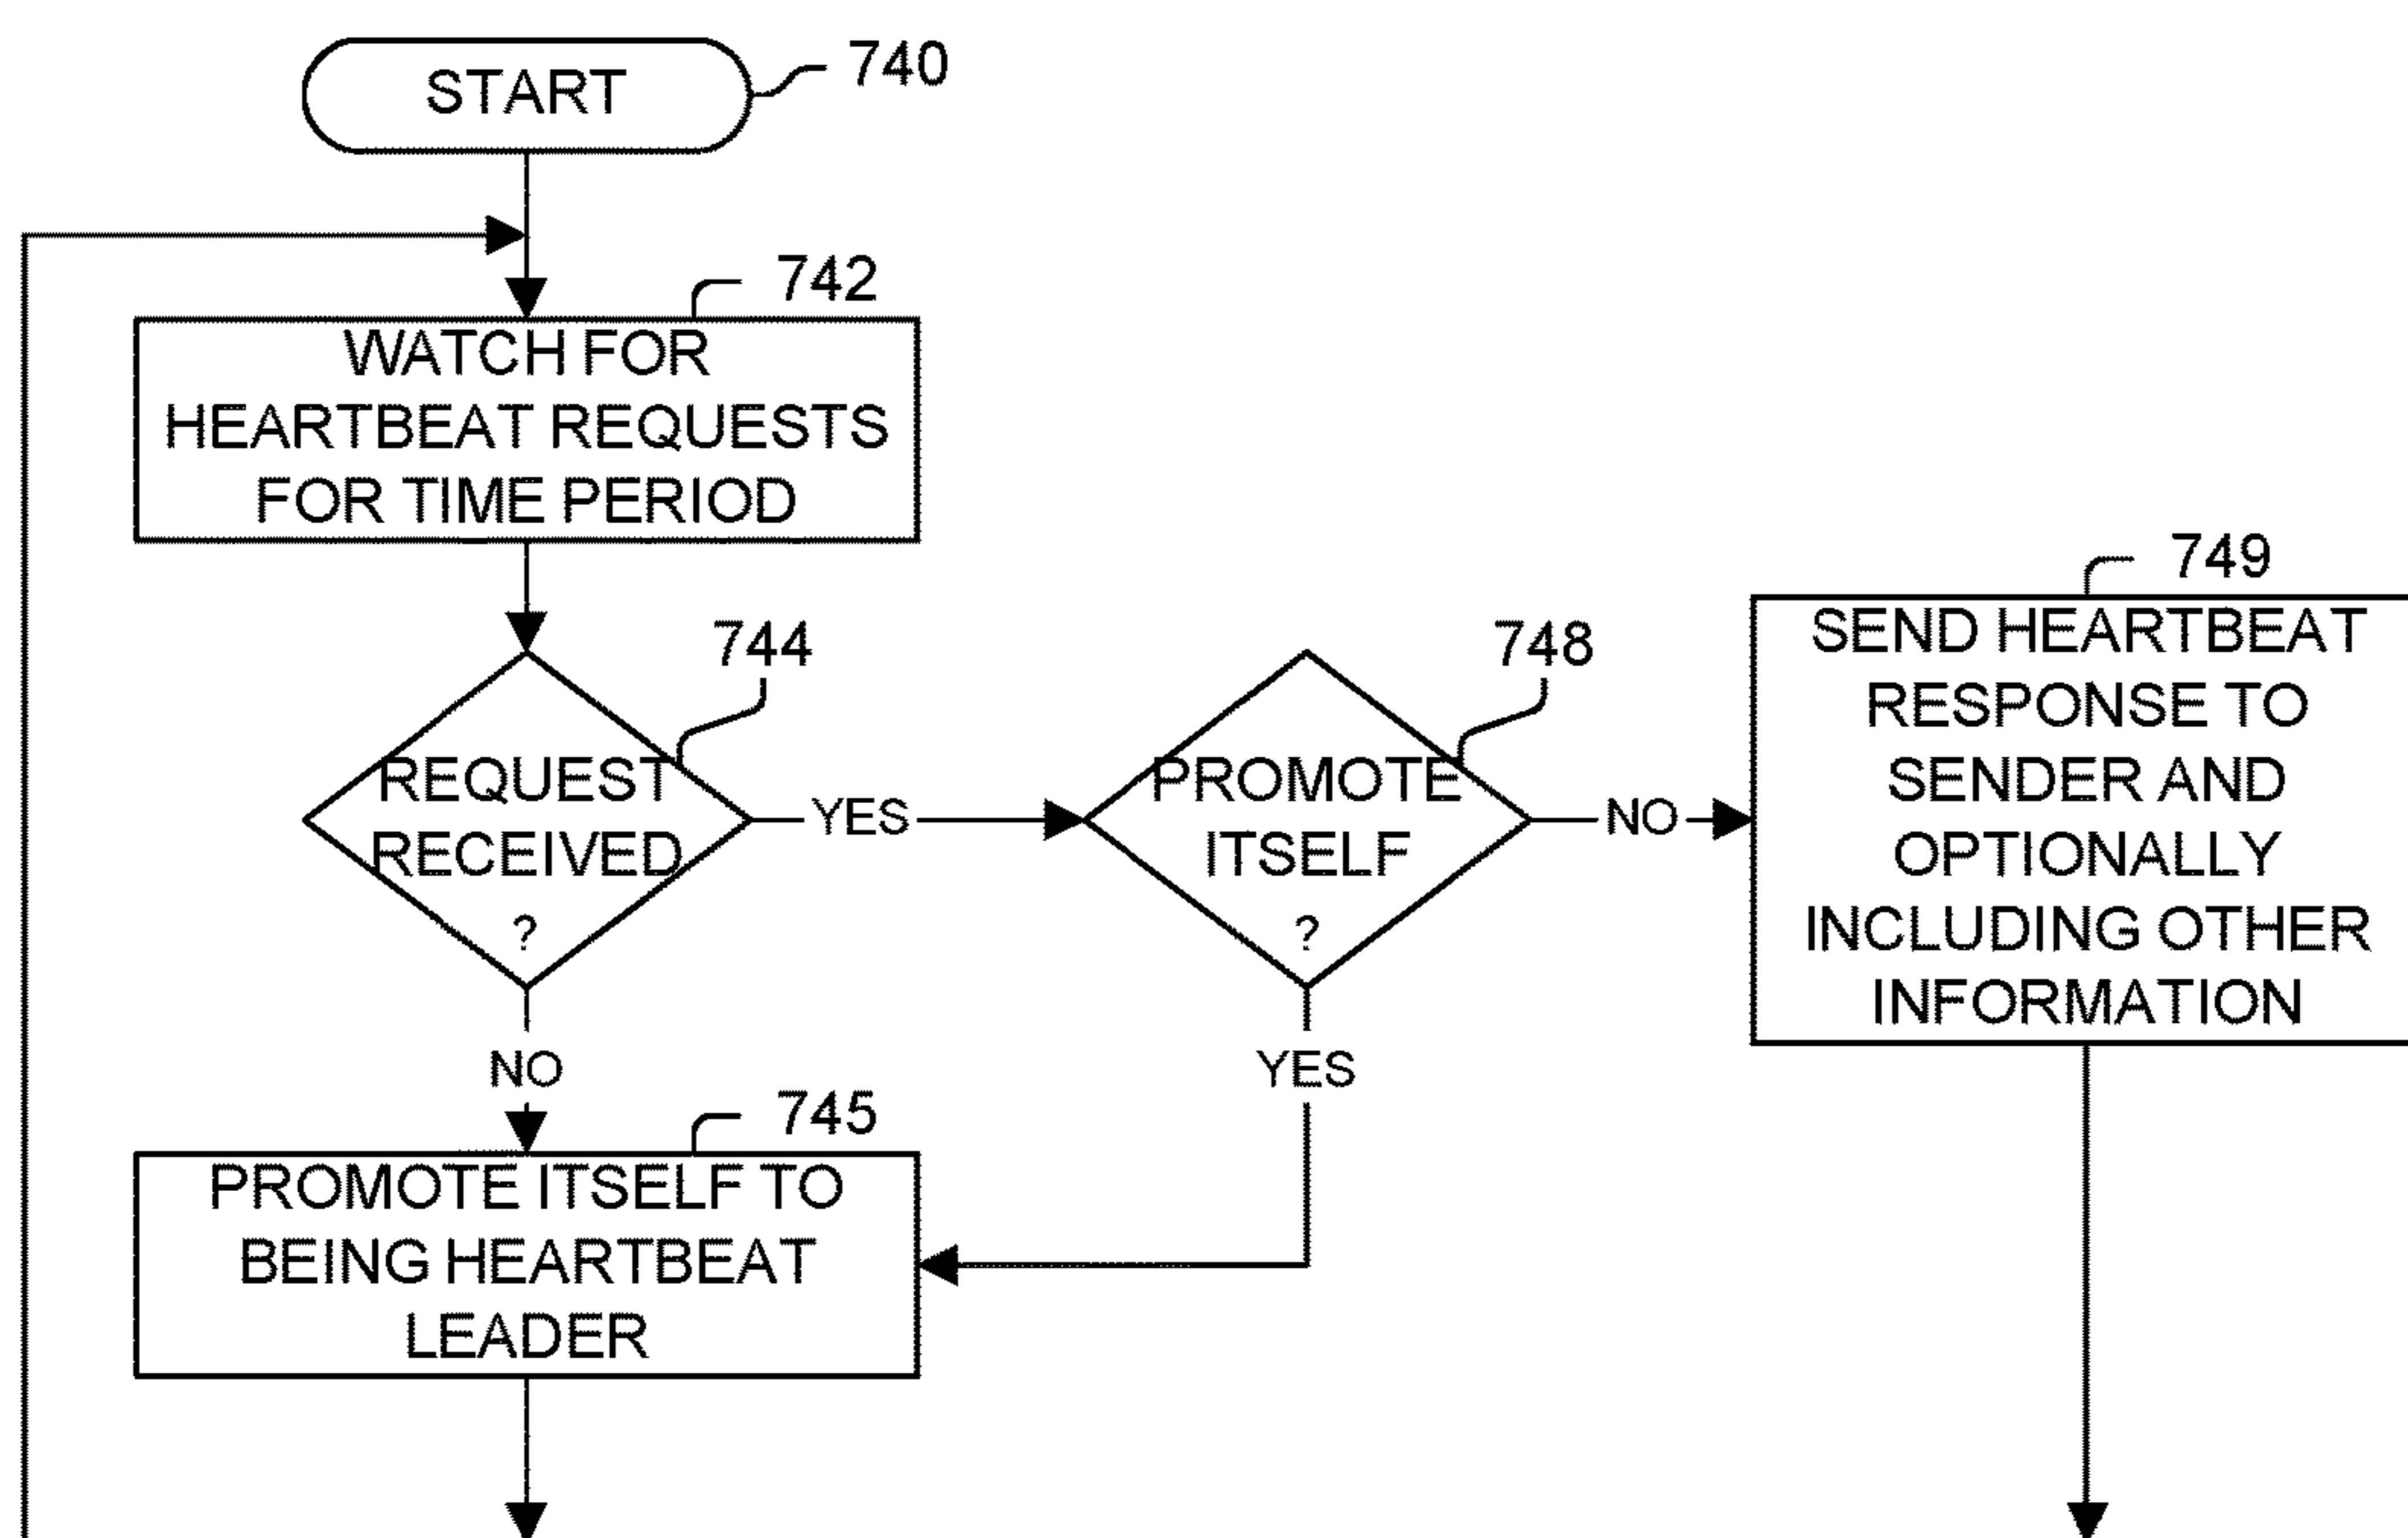 START
740
742
WATCH FOR
HEARTBEAT REQUESTS
FOR TIME PERIOD
744
REQUEST
RECEIVED
?
YES
NO
748
PROMOTE
ITSELF
?
NO
YES
749
SEND HEARTBEAT
RESPONSE TO
SENDER AND
OPTIONALLY
INCLUDING OTHER
INFORMATION
745
PROMOTE ITSELF TO
BEING HEARTBEAT
LEADER